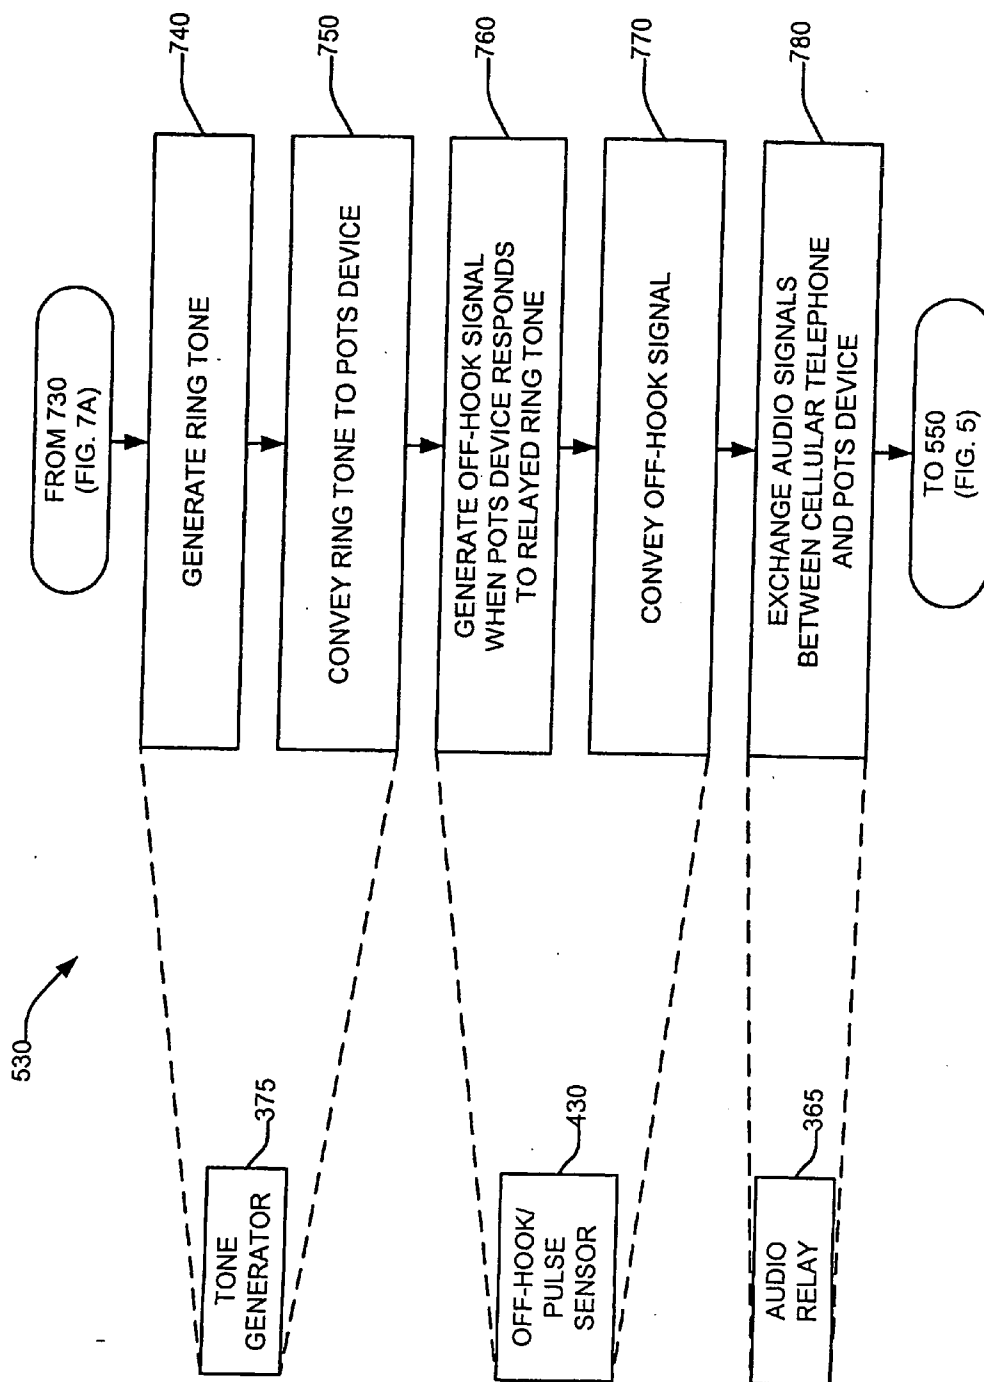 530
FROM 730
(FIG. 7A)
740
GENERATE RING TONE
750
CONVEY RING TONE TO POTS DEVICE
TONE
GENERATOR
375
760
GENERATE OFF-HOOK SIGNAL
WHEN POTS DEVICE RESPONDS
TO RELAYED RING TONE
770
CONVEY OFF-HOOK SIGNAL
OFF-HOOK/
PULSE
SENSOR
430
780
EXCHANGE AUDIO SIGNALS
BETWEEN CELLULAR TELEPHONE
AND POTS DEVICE
AUDIO
RELAY
365
TO 550
(FIG. 5)